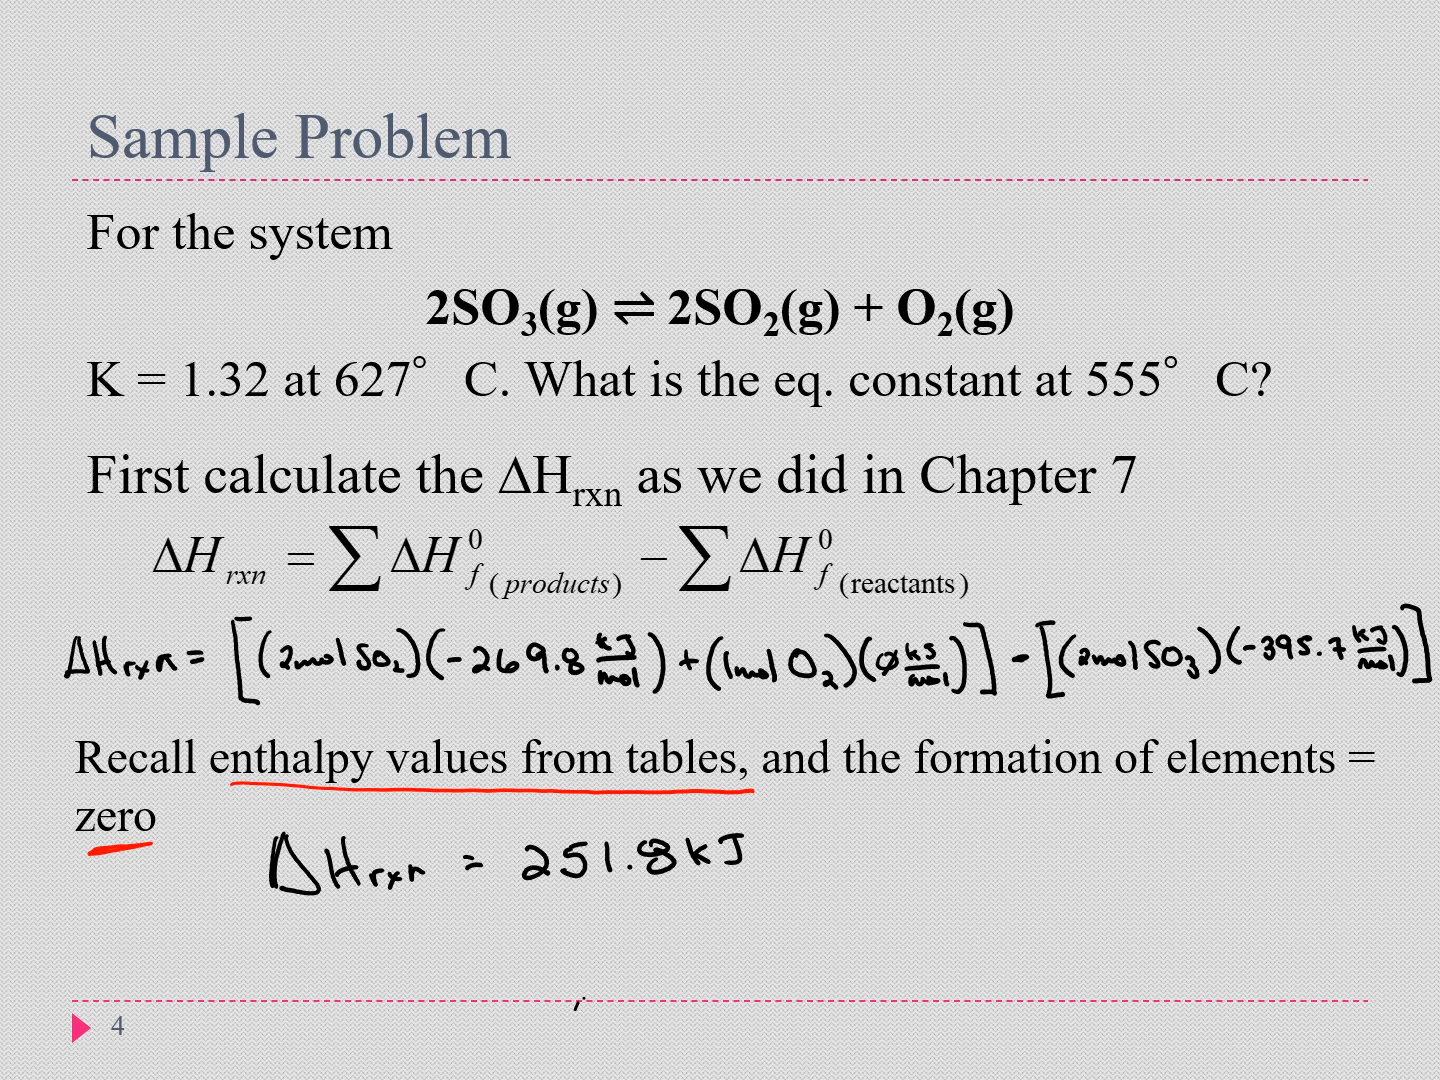 Sample Problem
For the system
2SO₃(g) ⇌ 2SO₂(g) + O₂(g)
K = 1.32 at 627° C. What is the eq. constant at 555° C?
First calculate the ΔHrxn as we did in Chapter 7
ΔH rxn = ∑ ΔH⁰f (products) − ∑ ΔH⁰f (reactants)
ΔHrxn = [(2mol SO₂)(-269.8 kJ/mol) + (1mol O₂)(0 kJ/mol)] - [(2mol SO₃)(-395.7 kJ/mol)]
Recall enthalpy values from tables, and the formation of elements =
zero
ΔHrxn = 251.8 kJ
4